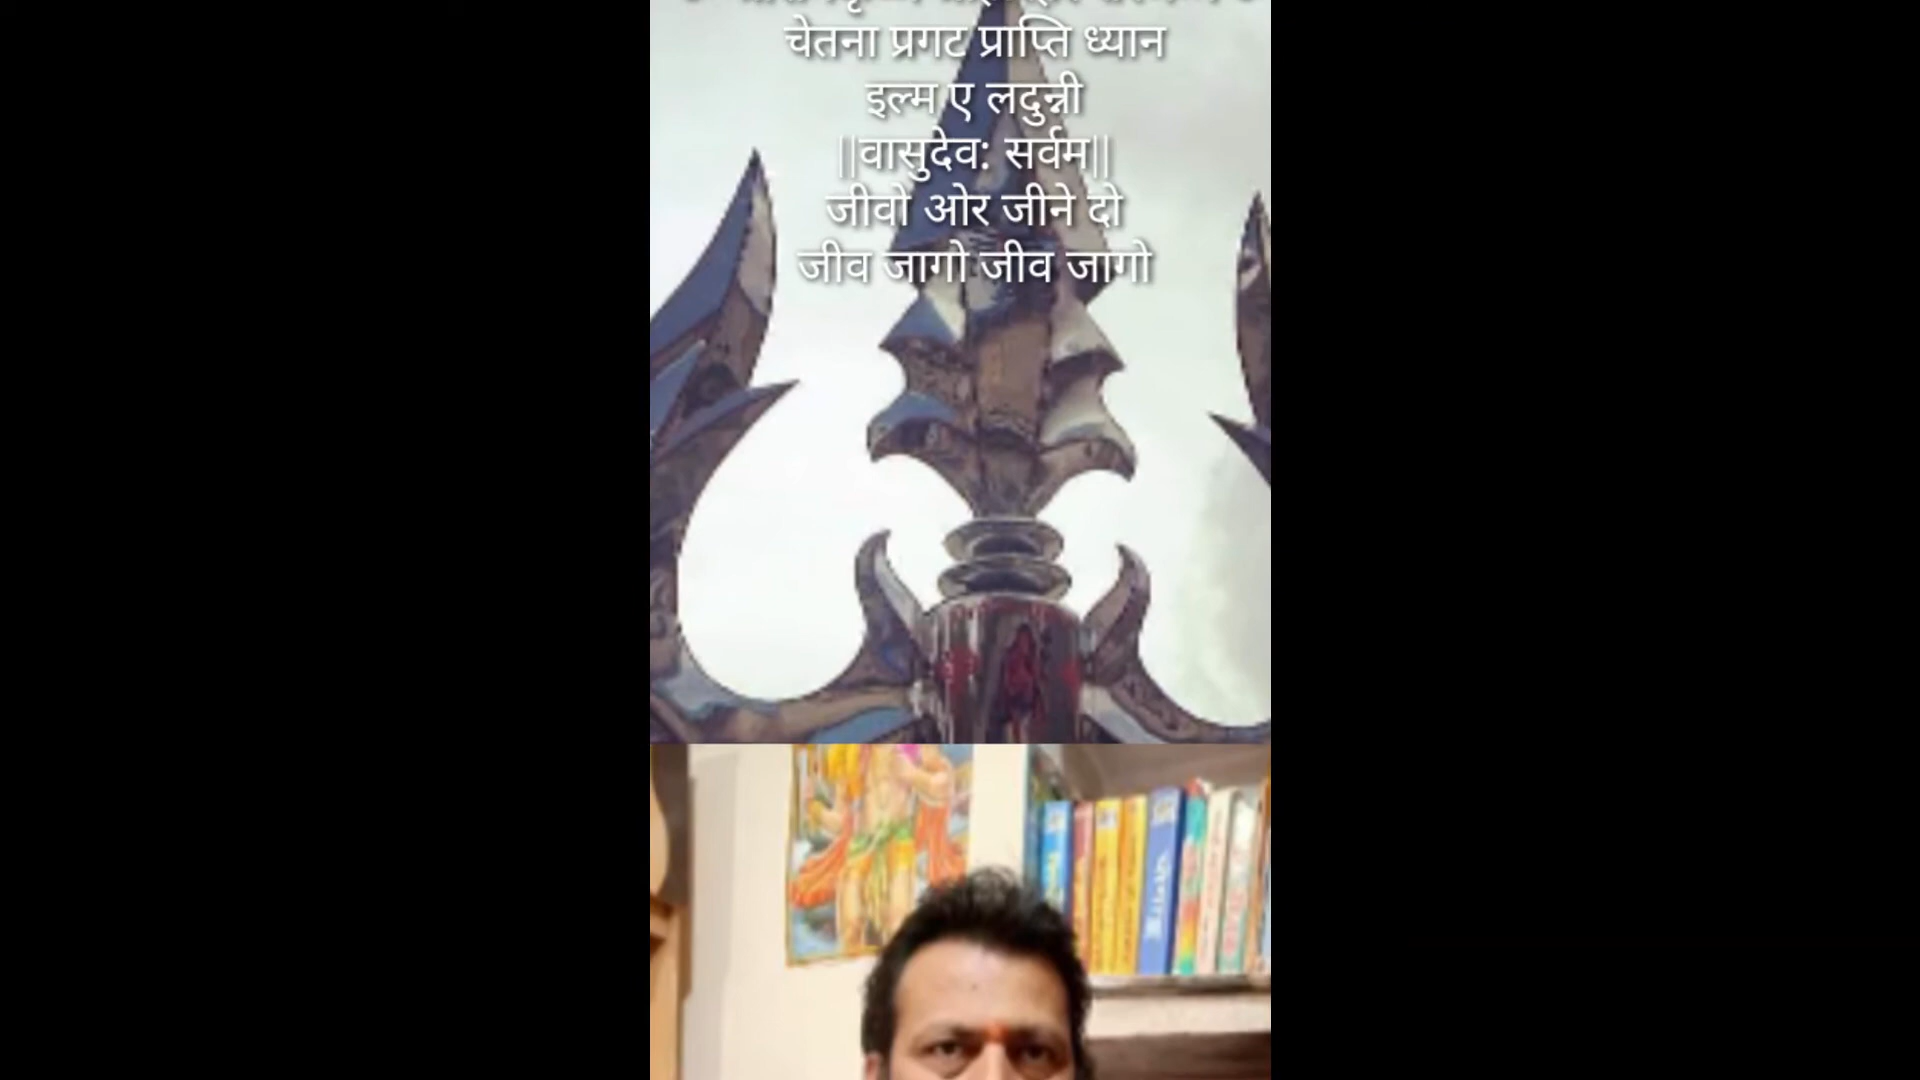 चेतना प्रगट प्राप्ति ध्यान
इल्म ए लदुन्नी
||वासुदेव: सर्वम||
जीवो ओर जीने दो
जीव जागो जीव जागो